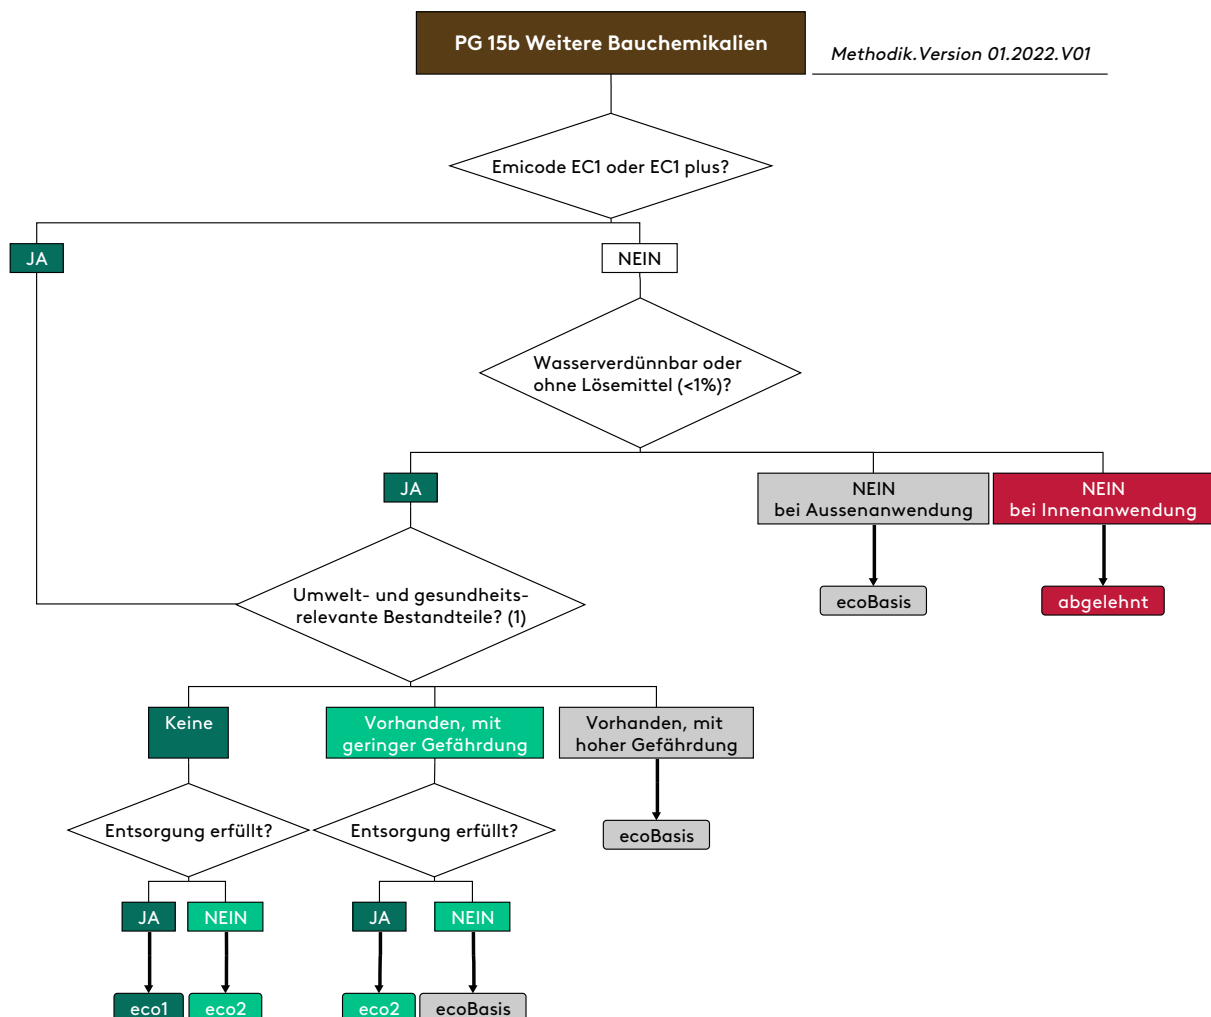 PG 15b Weitere Bauchemikalien
Methodik.Version 01.2022.V01
Emicode EC1 oder EC1 plus?
JA
NEIN
Wasserverdünnbar oder
ohne Lösemittel (<1%)?
JA
NEIN
bei Aussenanwendung
NEIN
bei Innenanwendung
ecoBasis
abgelehnt
Umwelt- und gesundheits-
relevante Bestandteile? (1)
Keine
Vorhanden, mit
geringer Gefährdung
Vorhanden, mit
hoher Gefährdung
Entsorgung erfüllt?
Entsorgung erfüllt?
ecoBasis
JA
NEIN
JA
NEIN
eco1
eco2
eco2
ecoBasis